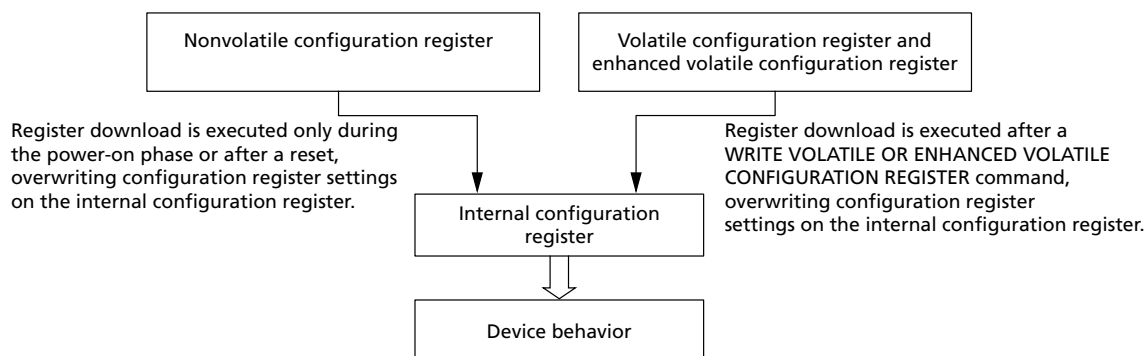 Nonvolatile configuration register
Volatile configuration register and
enhanced volatile configuration register
Register download is executed only during
the power-on phase or after a reset,
overwriting configuration register settings
on the internal configuration register.
Register download is executed after a
WRITE VOLATILE OR ENHANCED VOLATILE
CONFIGURATION REGISTER command,
overwriting configuration register
settings on the internal configuration register.
Internal configuration
register
Device behavior